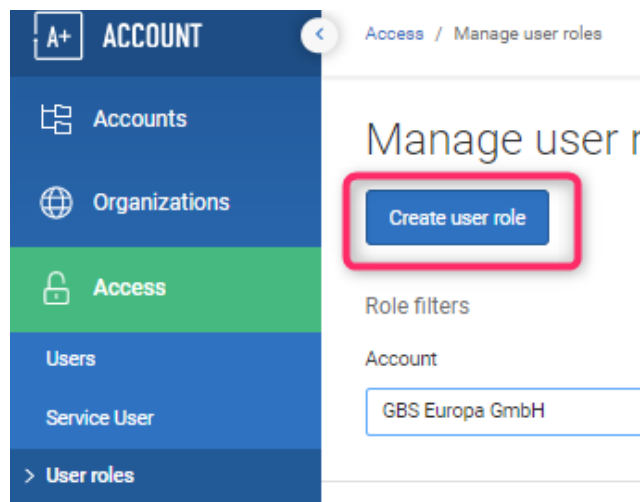 A+ ACCOUNT
Access / Manage user roles
Accounts
Manage user
Organizations
Create user role
Access
Role filters
Users
Account
Service User
GBS Europa GmbH
> User roles